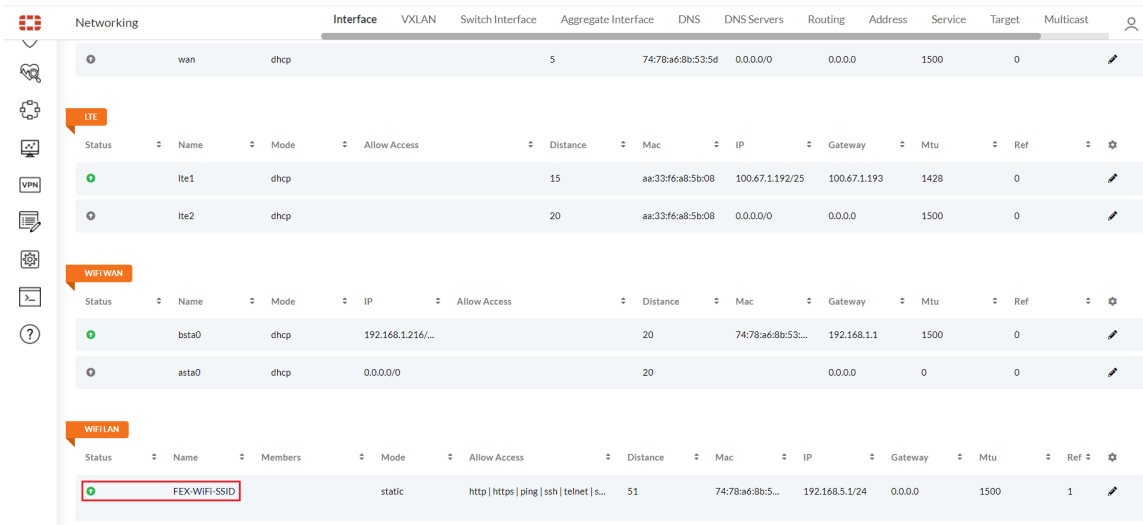 Networking Interface VXLAN Switch Interface Aggregate Interface DNS DNS Servers Routing Address Service Target Multicast
wan dhcp 5 74:78:a6:8b:53:5d 0.0.0.0/0 0.0.0.0 1500 0
LTE
Status Name Mode Allow Access Distance Mac IP Gateway Mtu Ref
lte1 dhcp 15 aa:33:f6:a8:5b:08 100.67.1.192/25 100.67.1.193 1428 0
lte2 dhcp 20 aa:33:f6:a8:5b:08 0.0.0.0/0 0.0.0.0 1500 0
VPN
WiFi WAN
Status Name Mode IP Allow Access Distance Mac Gateway Mtu Ref
bsta0 dhcp 192.168.1.216/... 20 74:78:a6:8b:53:... 192.168.1.1 1500 0
asta0 dhcp 0.0.0.0/0 20 0.0.0.0 0 0
WiFi LAN
Status Name Members Mode Allow Access Distance Mac IP Gateway Mtu Ref
FEX-WiFi-SSID static http | https | ping | ssh | telnet | s... 51 74:78:a6:8b:5... 192.168.5.1/24 0.0.0.0 1500 1